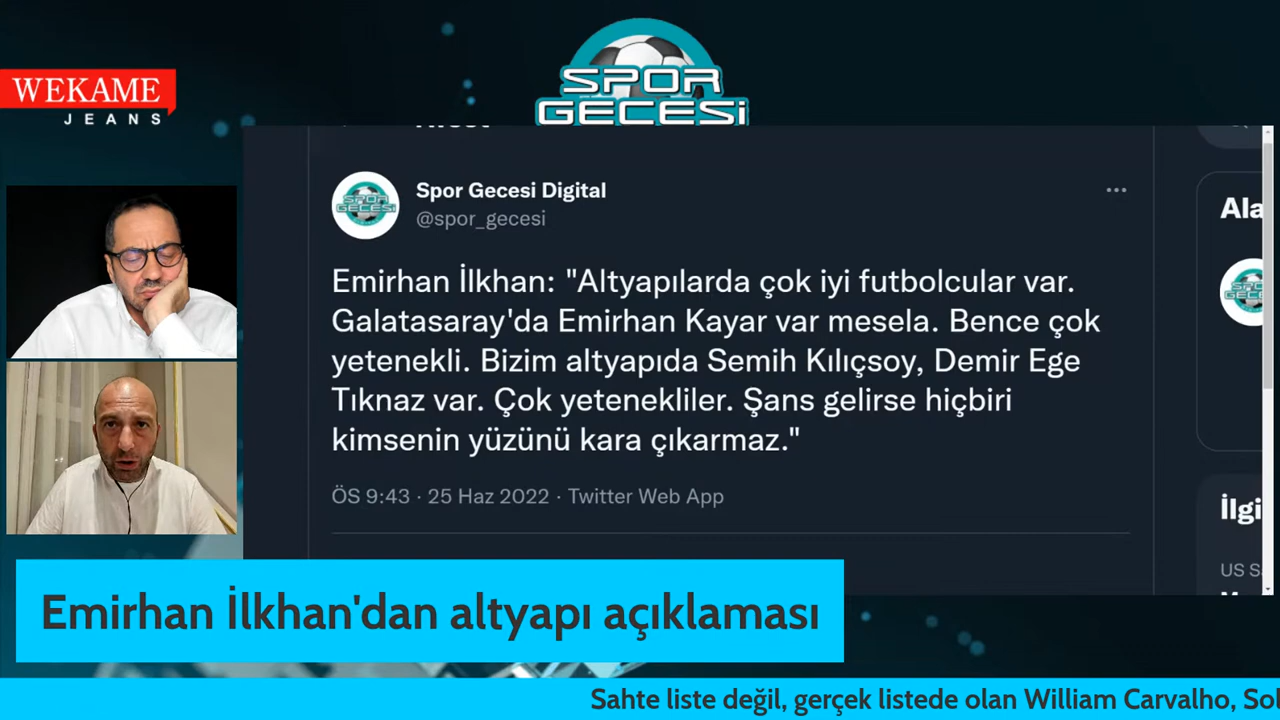 SPOR
GECESİ
WEKAME
JEANS
Spor Gecesi Digital
@spor_gecesi
Emirhan İlkhan: "Altyapılarda çok iyi futbolcular var.
Galatasaray'da Emirhan Kayar var mesela. Bence çok
yetenekli. Bizim altyapıda Semih Kılıçsoy, Demir Ege
Tıknaz var. Çok yetenekliler. Şans gelirse hiçbiri
kimsenin yüzünü kara çıkarmaz."
ÖS 9:43 · 25 Haz 2022 · Twitter Web App
Ala
İlgi
US S
Emirhan İlkhan'dan altyapı açıklaması
Sahte liste değil, gerçek listede olan William Carvalho, So